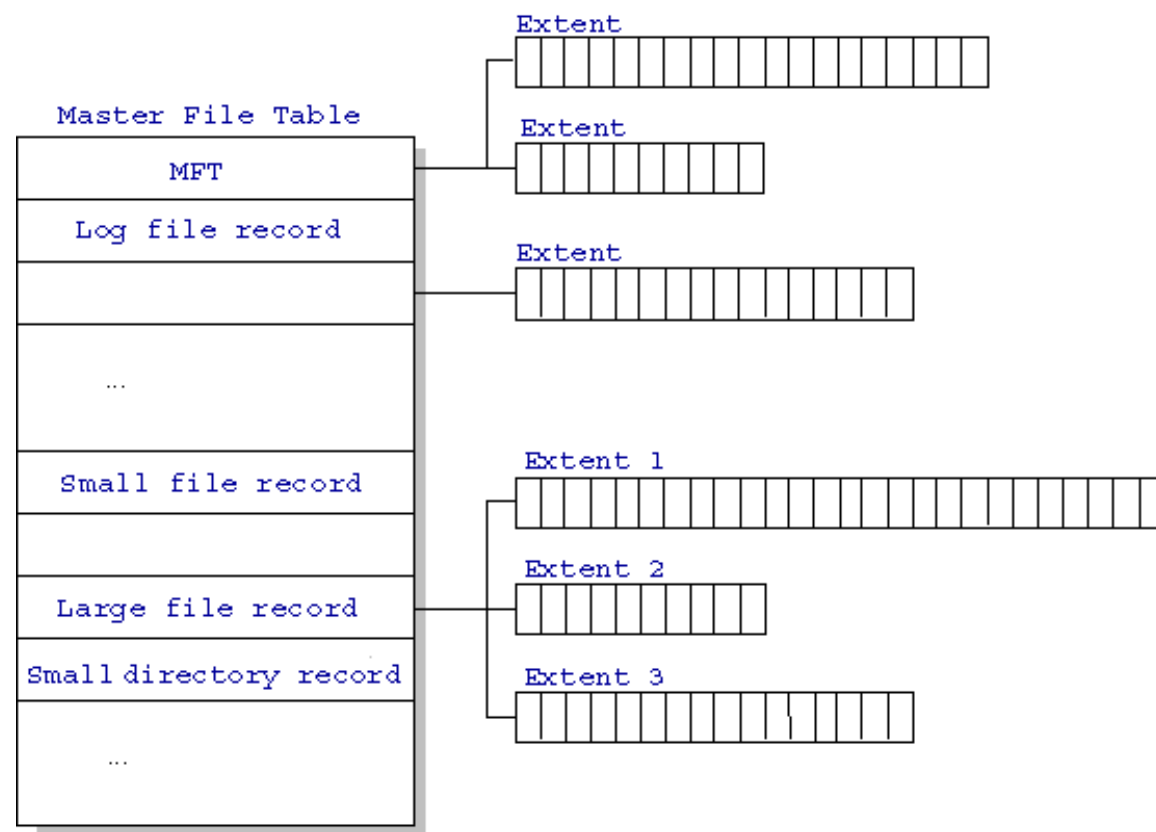 Extent
Master File Table
Extent
MFT
Log file record
Extent
...
Small file record
Extent 1
Extent 2
Large file record
Small directory record
Extent 3
...